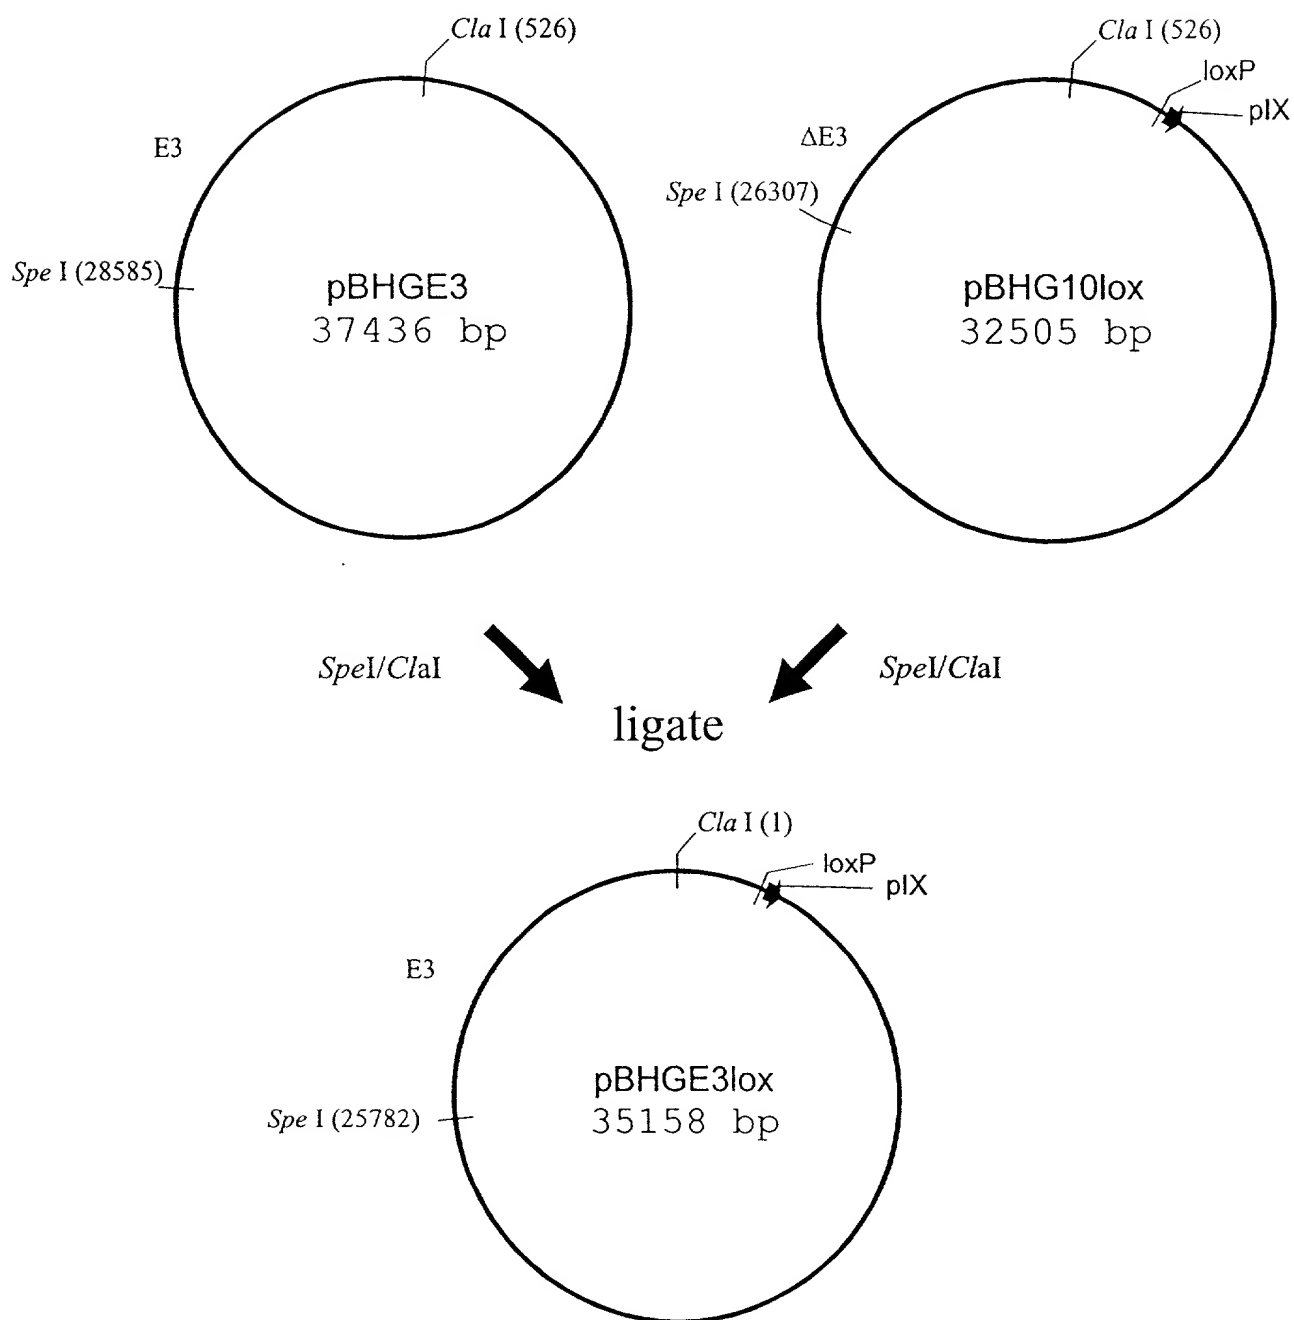 Cla I (526)
E3
Spe I (28585)
pBHGE3
37436 bp
Cla I (526)
loxP
pIX
ΔE3
Spe I (26307)
pBHG10lox
32505 bp
SpeI/ClaI
SpeI/ClaI
ligate
Cla I (1)
loxP
pIX
E3
pBHGE3lox
35158 bp
Spe I (25782)